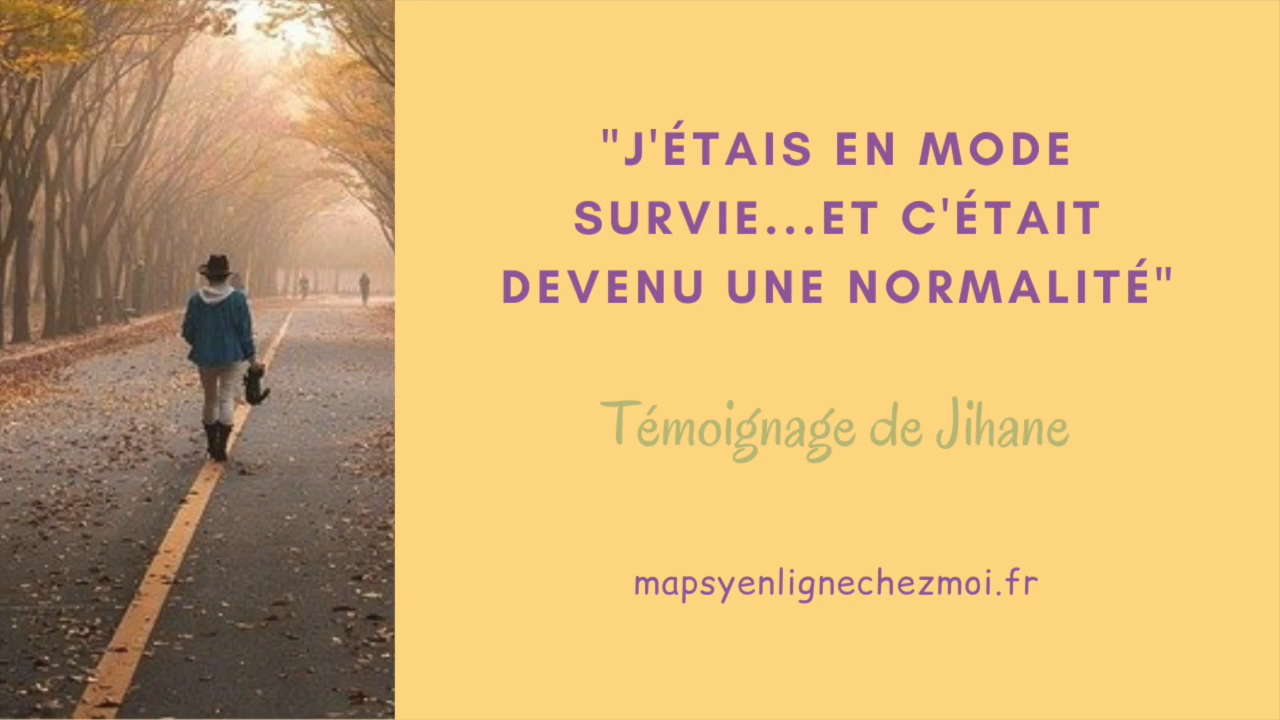 "J'ÉTAIS EN MODE
SURVIE...ET C'ÉTAIT
DEVENU UNE NORMALITÉ"
Témoignage de Jihane
mapsyenlignechezmoi.fr